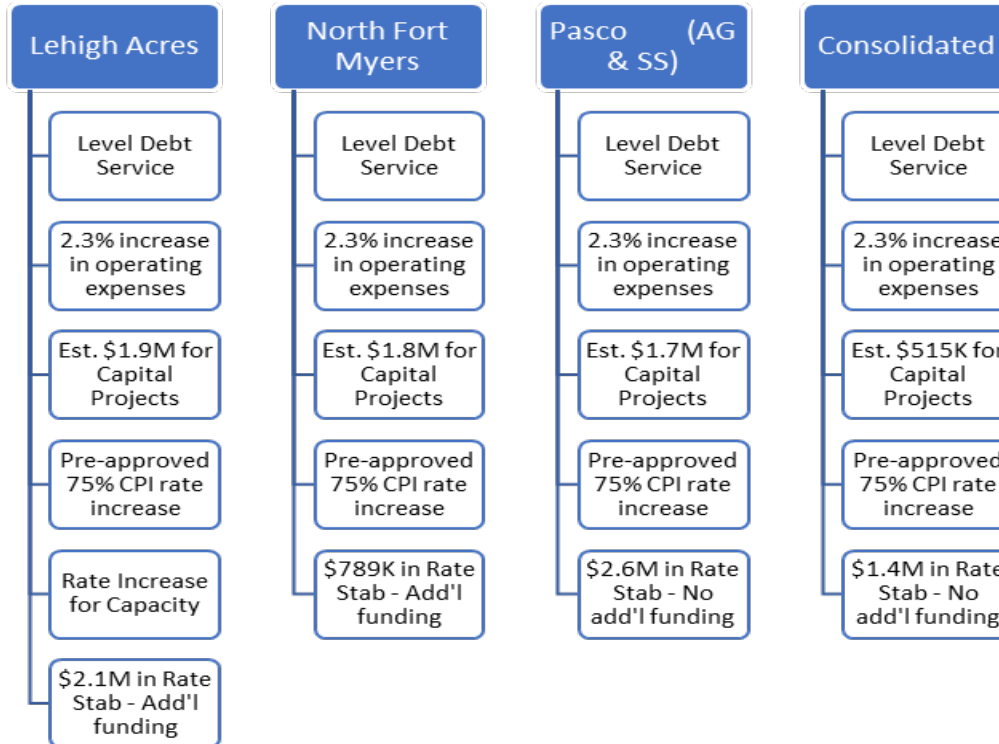 Lehigh Acres
Level Debt
Service
2.3% increase
in operating
expenses
Est. $1.9M for
Capital
Projects
Pre-approved
75% CPI rate
increase
Rate Increase
for Capacity
$2.1M in Rate
Stab - Add'l
funding
North Fort
Myers
Level Debt
Service
2.3% increase
in operating
expenses
Est. $1.8M for
Capital
Projects
Pre-approved
75% CPI rate
increase
$789K in Rate
Stab - Add'l
funding
Pasco (AG
& SS)
Level Debt
Service
2.3% increase
in operating
expenses
Est. $1.7M for
Capital
Projects
Pre-approved
75% CPI rate
increase
$2.6M in Rate
Stab - No
add'l funding
Consolidated
Level Debt
Service
2.3% increase
in operating
expenses
Est. $515K for
Capital
Projects
Pre-approved
75% CPI rate
increase
$1.4M in Rate
Stab - No
add'l funding